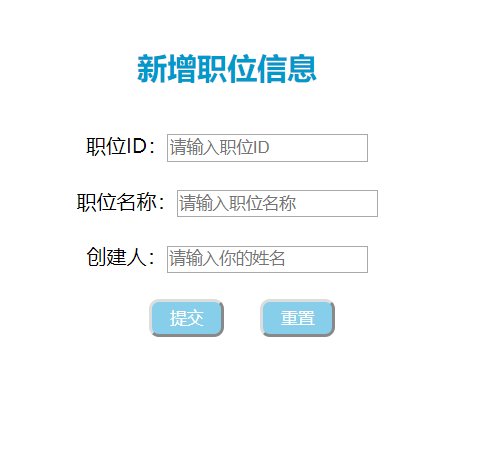 新增职位信息
职位ID： 请输入职位ID
职位名称： 请输入职位名称
创建人： 请输入你的姓名
提交 重置